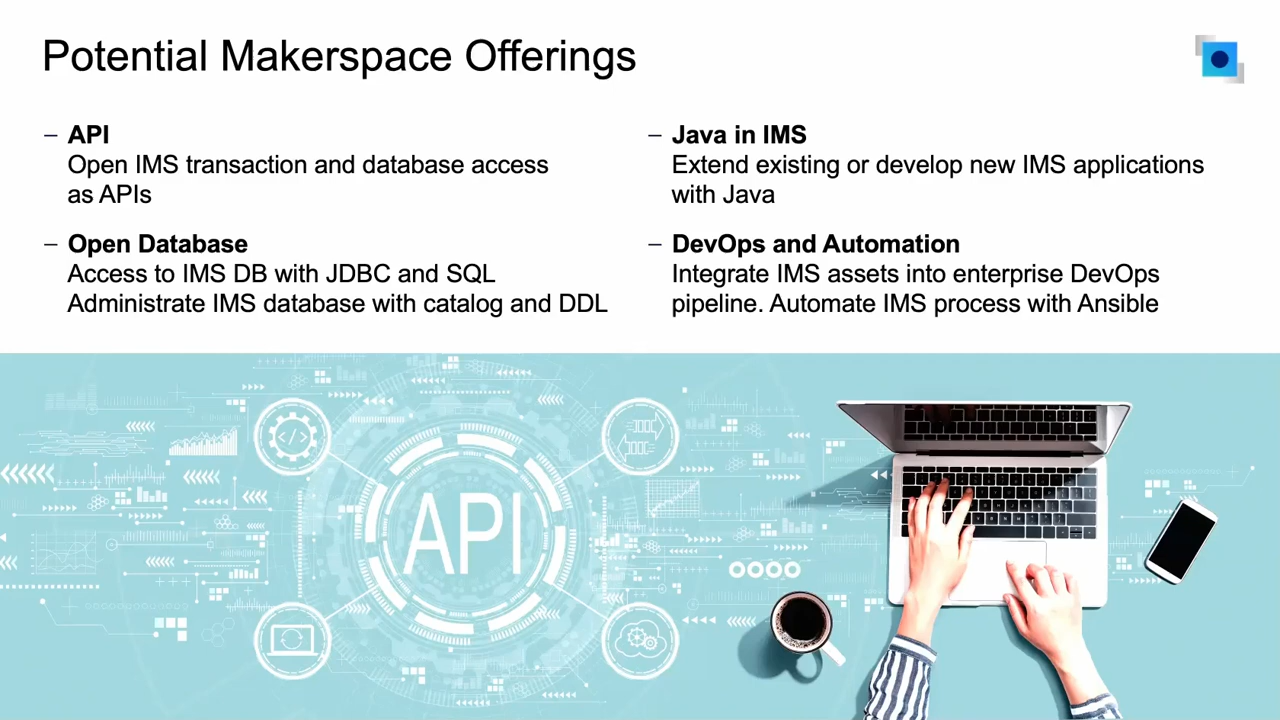 Potential Makerspace Offerings
– API
Open IMS transaction and database access
as APIs
– Open Database
Access to IMS DB with JDBC and SQL
Administrate IMS database with catalog and DDL
– Java in IMS
Extend existing or develop new IMS applications
with Java
– DevOps and Automation
Integrate IMS assets into enterprise DevOps
pipeline. Automate IMS process with Ansible
API